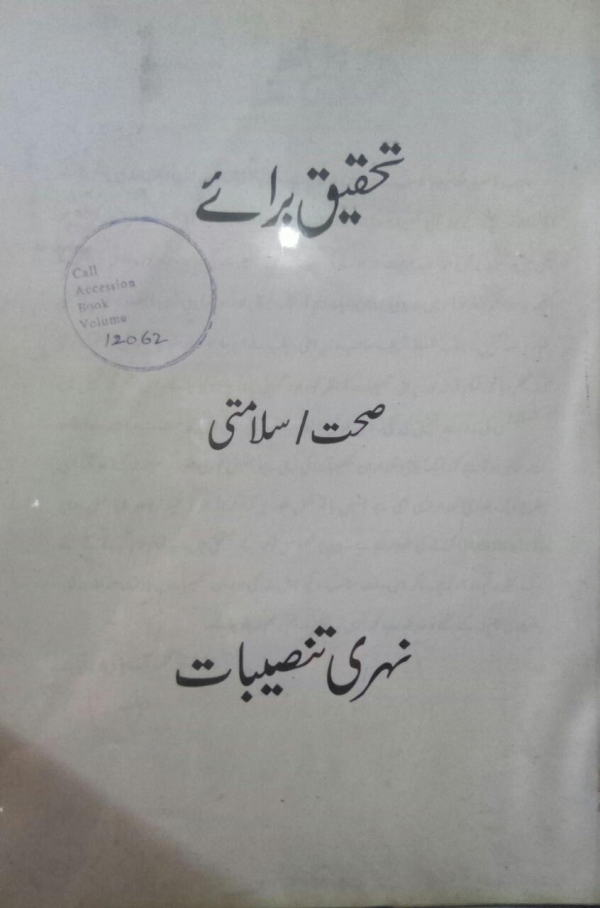 تحقیق برائے
Call
Accession
Book
Volume
12062
صحت / سلامتی
نہری تنصیبات